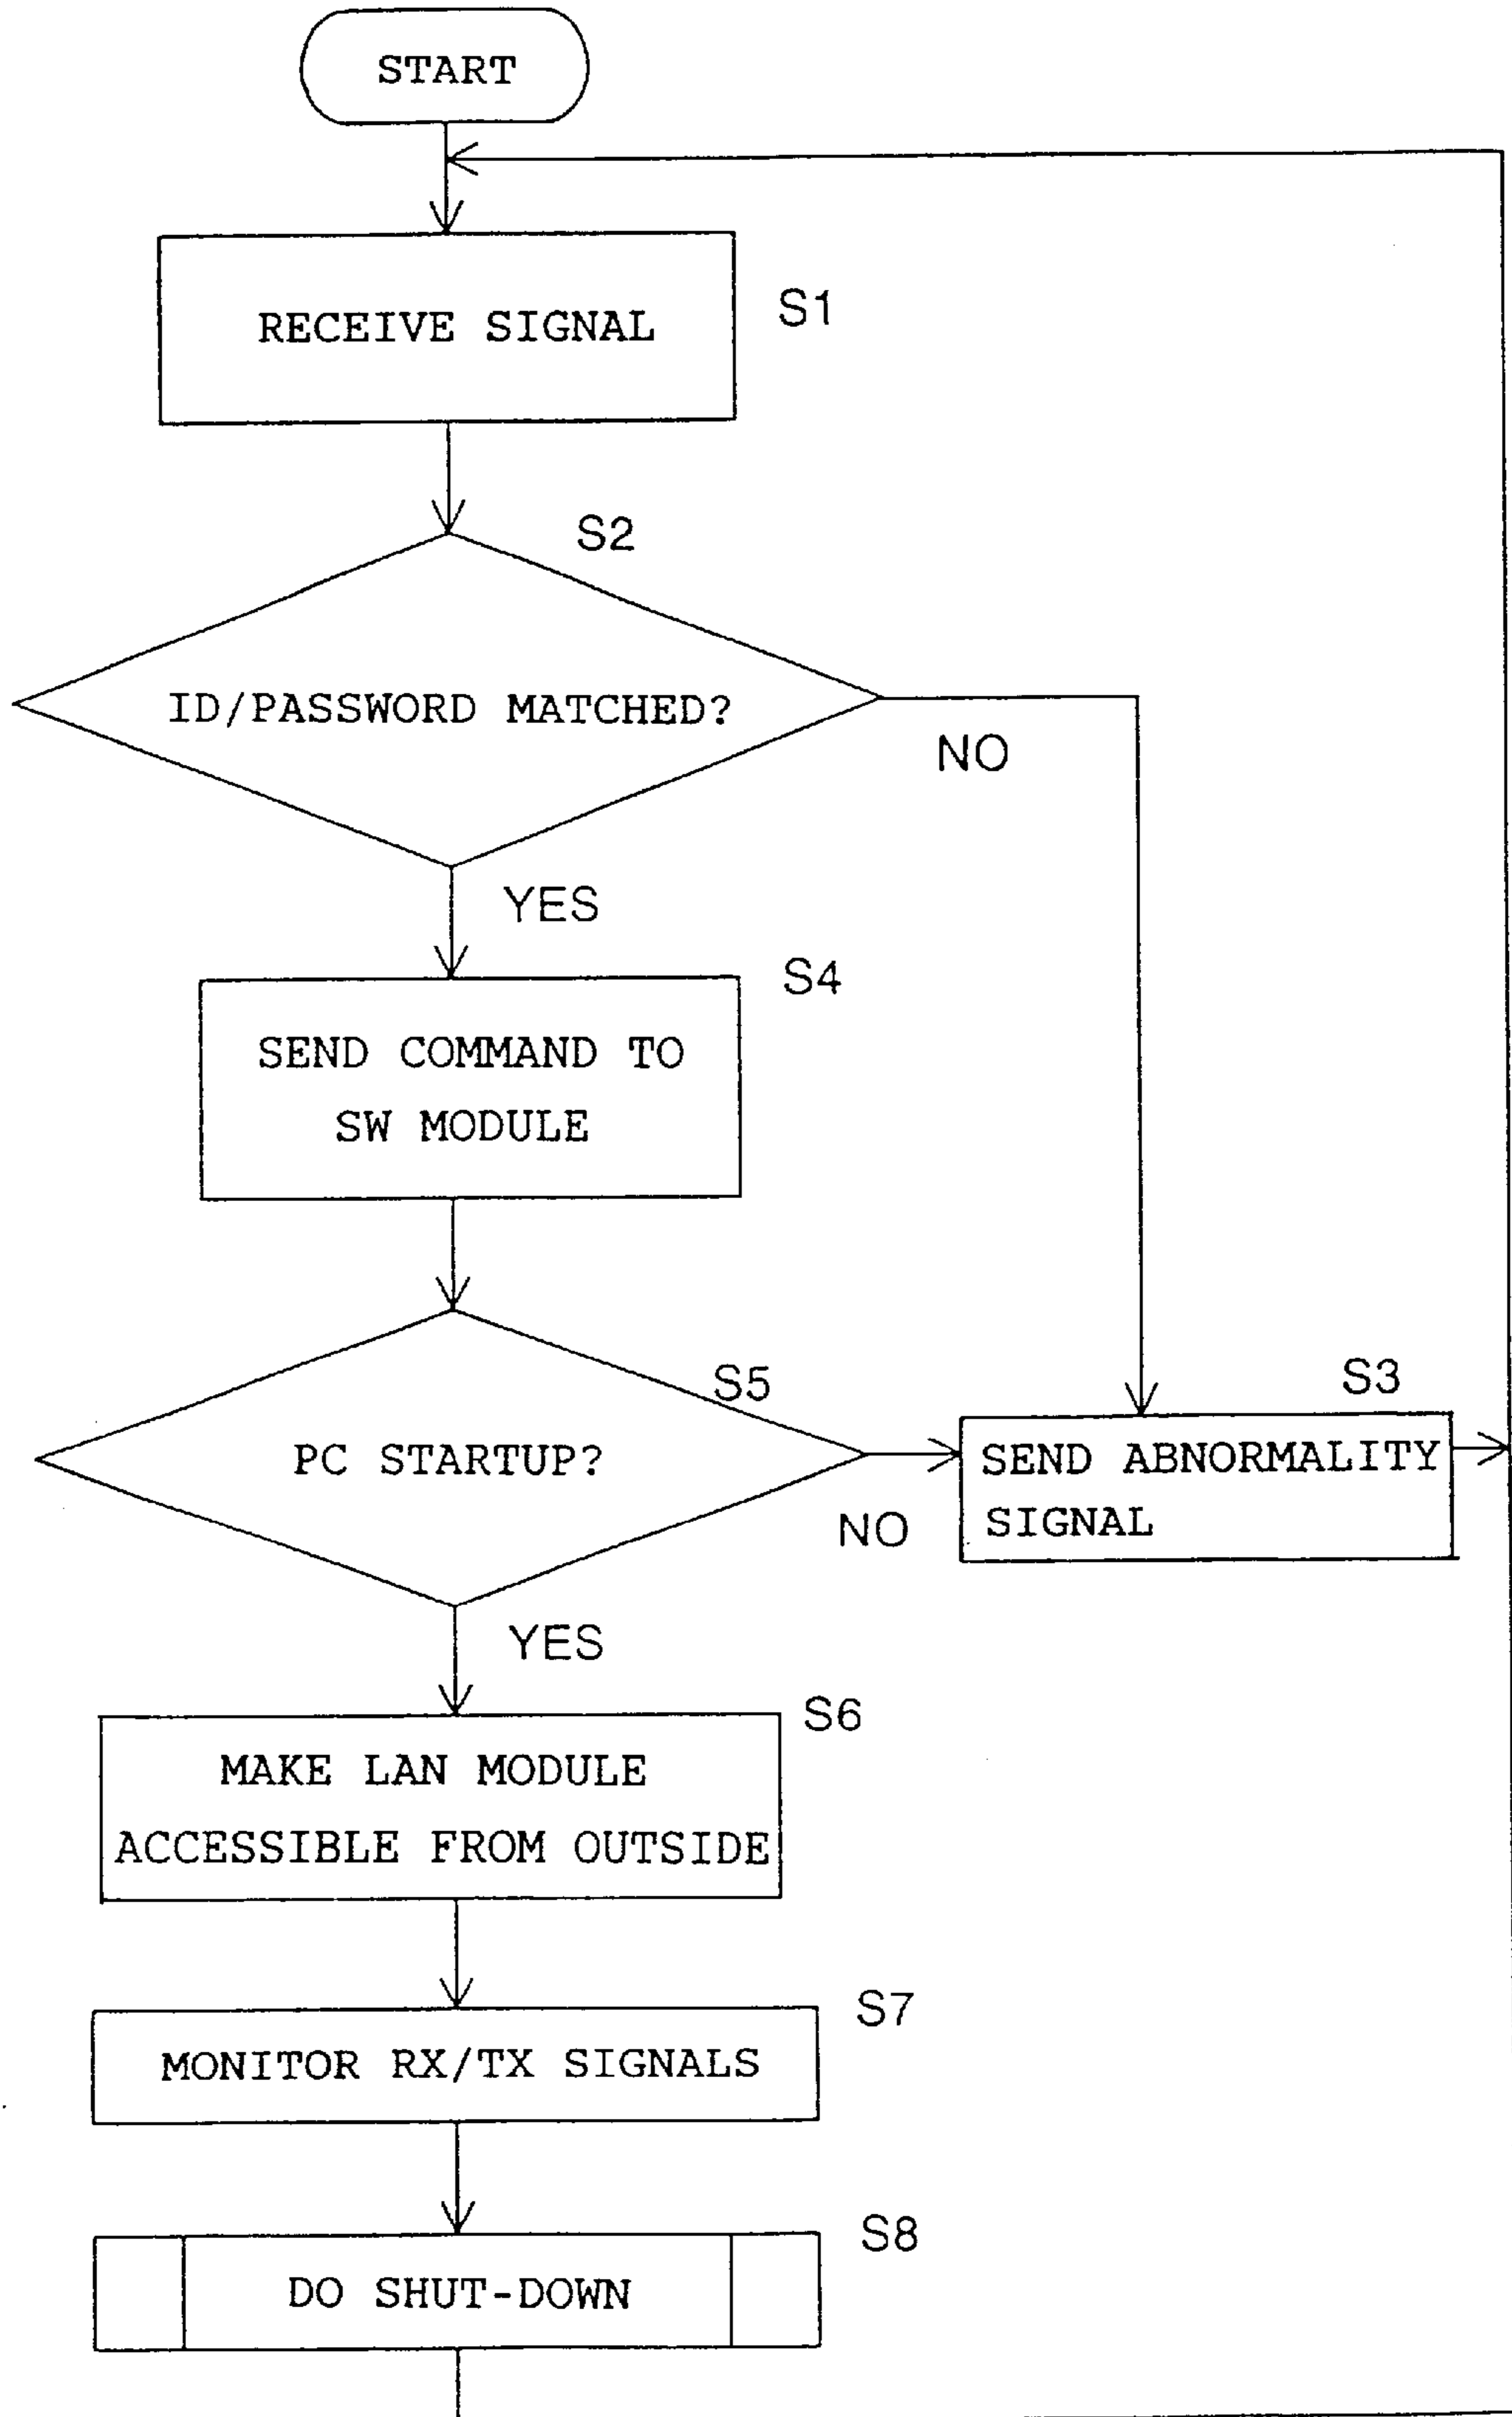 START
RECEIVE SIGNAL
S1
S2
ID/PASSWORD MATCHED?
NO
YES
S4
SEND COMMAND TO
SW MODULE
S5
PC STARTUP?
NO
S3
SEND ABNORMALITY
SIGNAL
YES
S6
MAKE LAN MODULE
ACCESSIBLE FROM OUTSIDE
S7
MONITOR RX/TX SIGNALS
S8
DO SHUT-DOWN